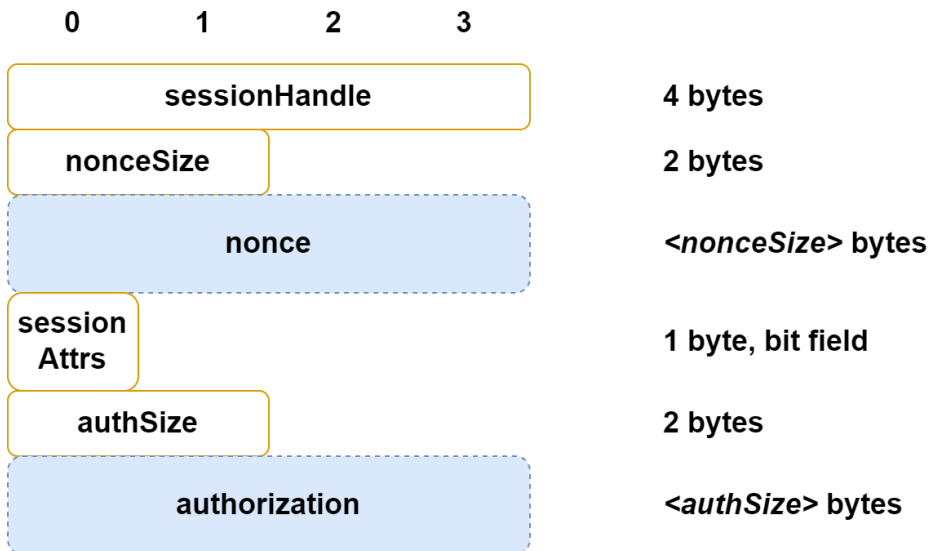 0 1 2 3
sessionHandle 4 bytes
nonceSize 2 bytes
nonce <nonceSize> bytes
session
Attrs 1 byte, bit field
authSize 2 bytes
authorization <authSize> bytes